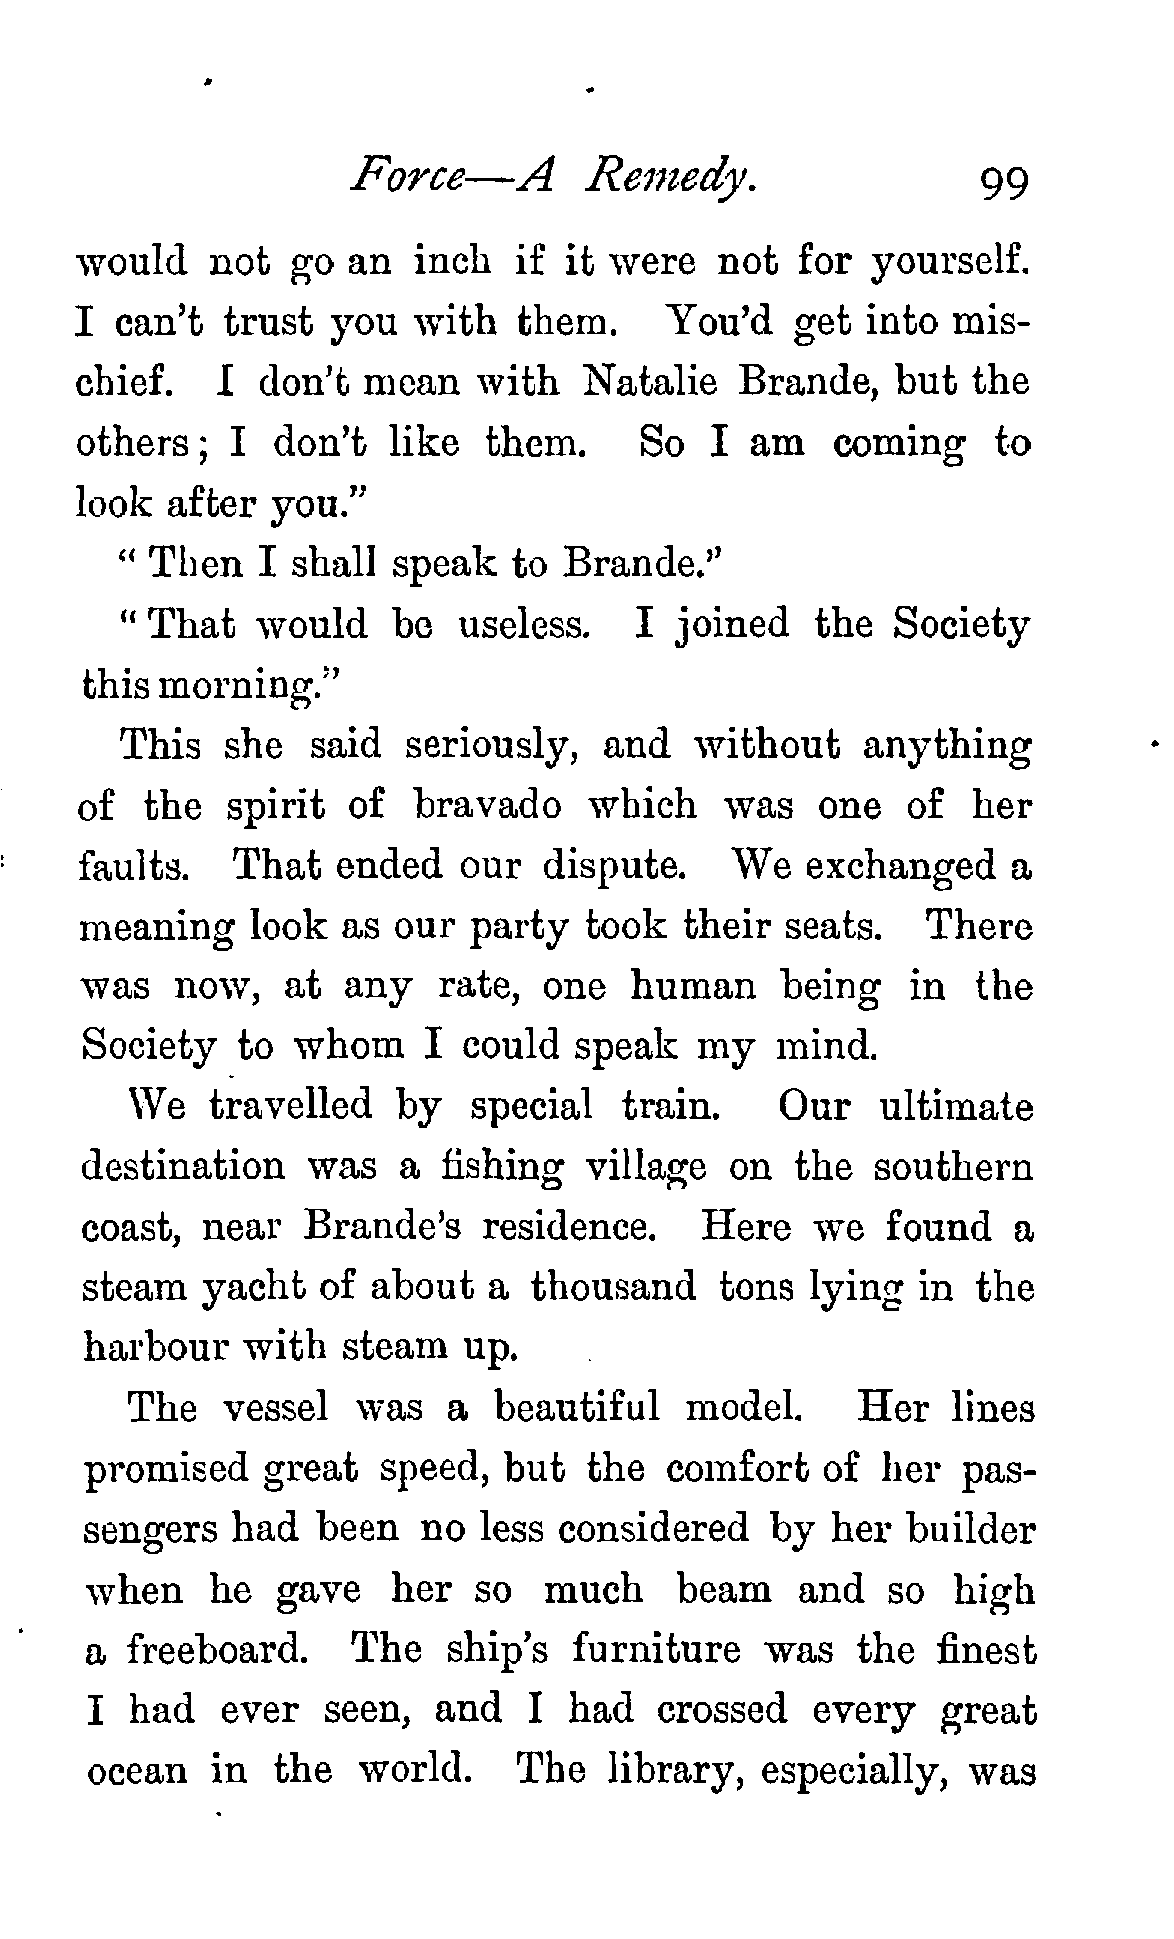 Force—A Remedy. 99
would not go an inch if it were not for yourself.
I can't trust you with them. You'd get into mis-
chief. I don't mean with Natalie Brande, but the
others; I don't like them. So I am coming to
look after you."
"Then I shall speak to Brande."
"That would be useless. I joined the Society
this morning."
This she said seriously, and without anything
of the spirit of bravado which was one of her
faults. That ended our dispute. We exchanged a
meaning look as our party took their seats. There
was now, at any rate, one human being in the
Society to whom I could speak my mind.
We travelled by special train. Our ultimate
destination was a fishing village on the southern
coast, near Brande's residence. Here we found a
steam yacht of about a thousand tons lying in the
harbour with steam up.
The vessel was a beautiful model. Her lines
promised great speed, but the comfort of her pas-
sengers had been no less considered by her builder
when he gave her so much beam and so high
a freeboard. The ship's furniture was the finest
I had ever seen, and I had crossed every great
ocean in the world. The library, especially, was